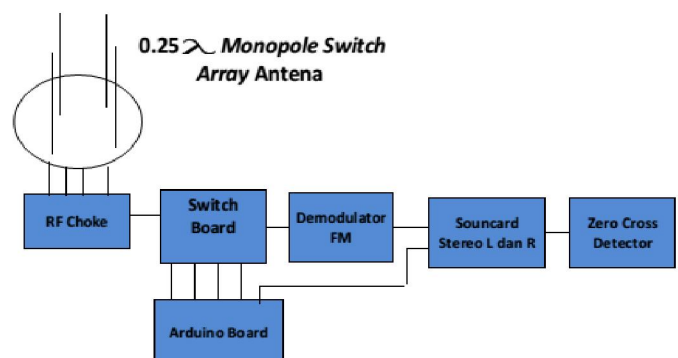 0.25 λ Monopole Switch
Array Antena
RF Choke
Switch
Board
Demodulator
FM
Souncard
Stereo L dan R
Zero Cross
Detector
Arduino Board